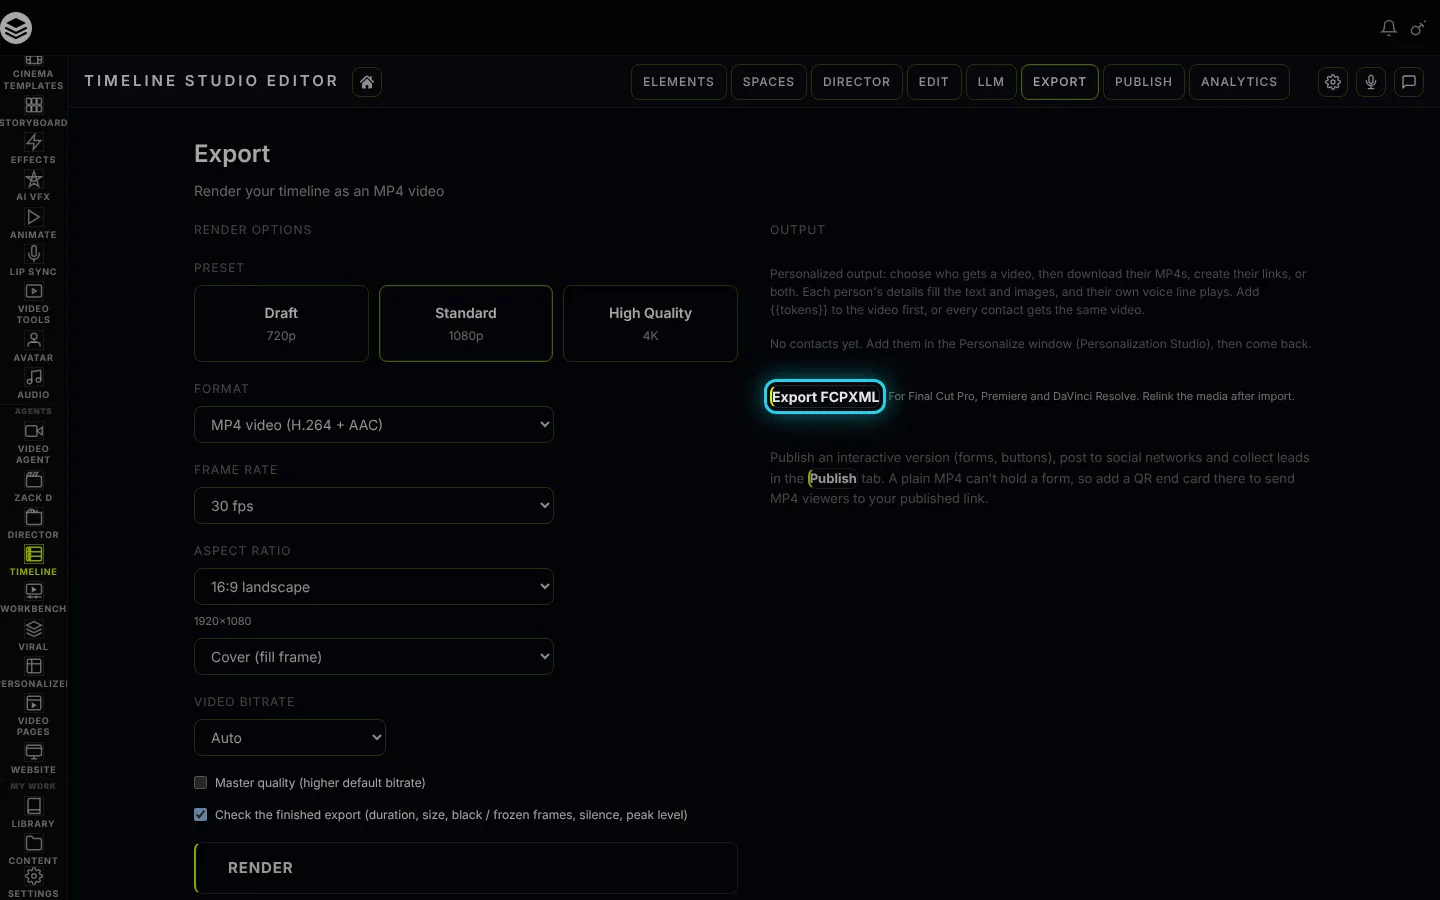 TIMELINE STUDIO EDITOR
ELEMENTS
SPACES
DIRECTOR
EDIT
LLM
EXPORT
PUBLISH
ANALYTICS
CINEMA
TEMPLATES
STORYBOARD
EFFECTS
AI VFX
ANIMATE
LIP SYNC
VIDEO
TOOLS
AVATAR
AUDIO
AGENTS
VIDEO
AGENT
ZACK D
DIRECTOR
TIMELINE
WORKBENCH
VIRAL
PERSONALIZE
VIDEO
PAGES
WEBSITE
MY WORK
LIBRARY
CONTENT
SETTINGS
Export
Render your timeline as an MP4 video
RENDER OPTIONS
PRESET
Draft
720p
Standard
1080p
High Quality
4K
FORMAT
MP4 video (H.264 + AAC)
FRAME RATE
30 fps
ASPECT RATIO
16:9 landscape
1920×1080
Cover (fill frame)
VIDEO BITRATE
Auto
Master quality (higher default bitrate)
Check the finished export (duration, size, black / frozen frames, silence, peak level)
RENDER
OUTPUT
Personalized output: choose who gets a video, then download their MP4s, create their links, or
both. Each person's details fill the text and images, and their own voice line plays. Add
{{tokens}} to the video first, or every contact gets the same video.
No contacts yet. Add them in the Personalize window (Personalization Studio), then come back.
Export FCPXML For Final Cut Pro, Premiere and DaVinci Resolve. Relink the media after import.
Publish an interactive version (forms, buttons), post to social networks and collect leads
in the Publish tab. A plain MP4 can't hold a form, so add a QR end card there to send
MP4 viewers to your published link.